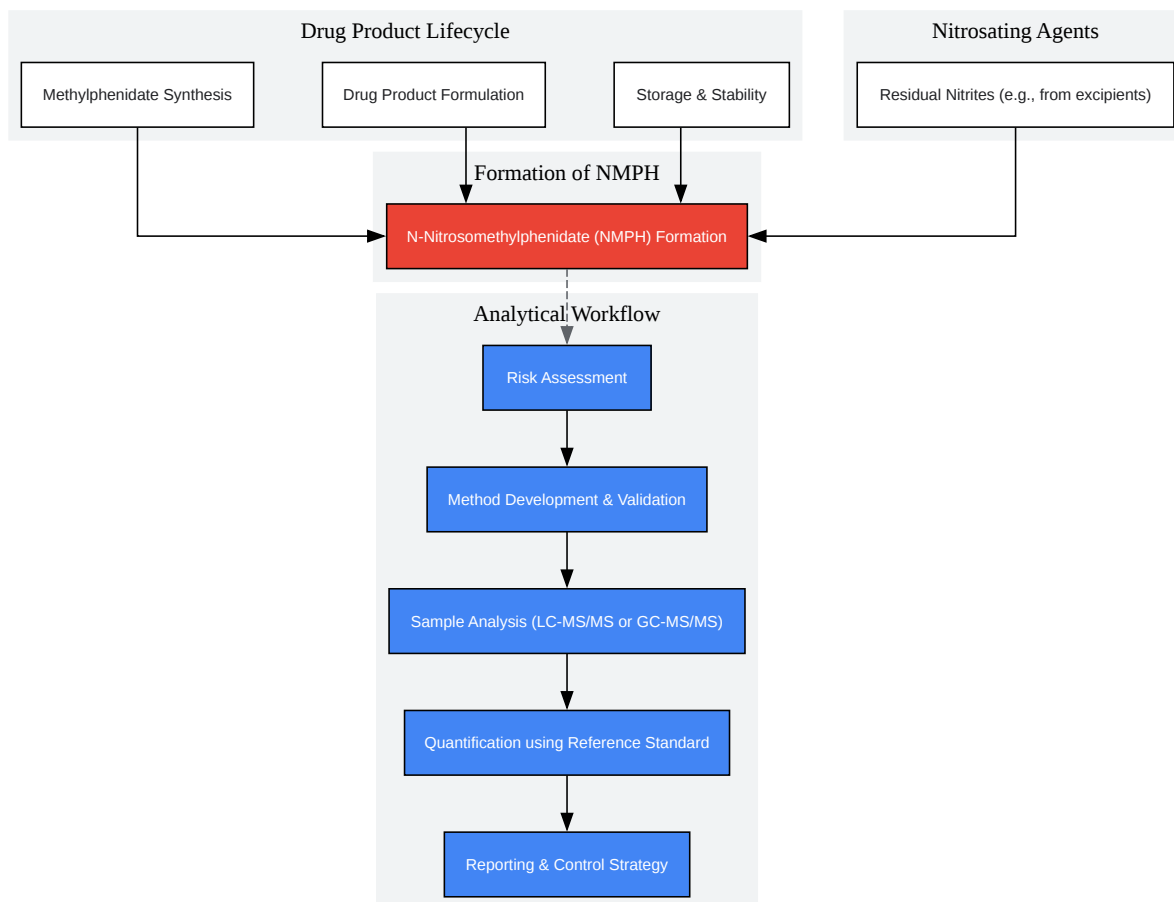 Drug Product Lifecycle
Nitrosating Agents
Methylphenidate Synthesis
Drug Product Formulation
Storage & Stability
Residual Nitrites (e.g., from excipients)
Formation of NMPH
N-Nitrosomethylphenidate (NMPH) Formation
Analytical Workflow
Risk Assessment
Method Development & Validation
Sample Analysis (LC-MS/MS or GC-MS/MS)
Quantification using Reference Standard
Reporting & Control Strategy